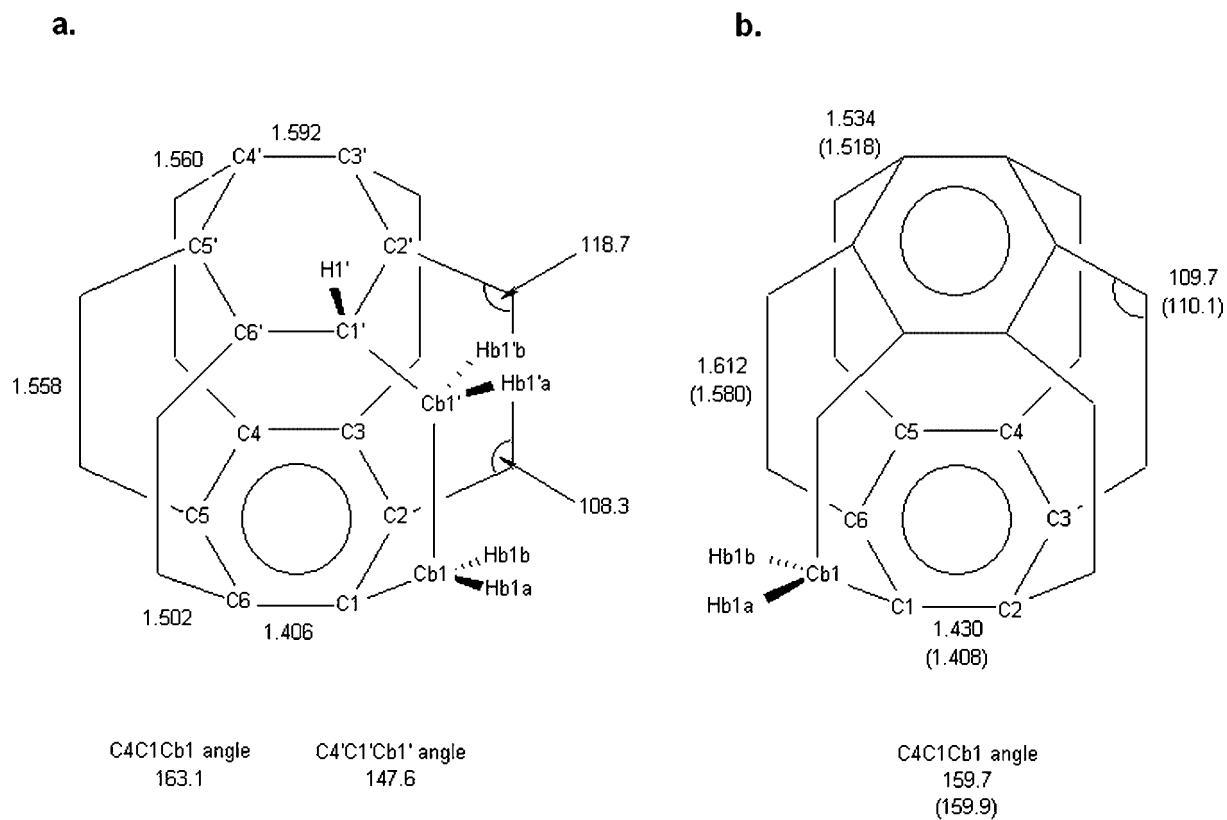 a.
b.
1.592
1.560
C4'
C3'
C5'
C2'
118.7
H1'
C6'
C1'
Hb1'b
Hb1'a
Cb1'
1.558
C4
C3
C5
C2
108.3
Hb1b
Cb1
Hb1a
C6
C1
1.502
1.406
C4C1Cb1 angle
163.1
C4'C1'Cb1' angle
147.6
1.534
(1.518)
109.7
(110.1)
1.612
(1.580)
C5
C4
C6
C3
Hb1b
Cb1
Hb1a
C1
C2
1.430
(1.408)
C4C1Cb1 angle
159.7
(159.9)